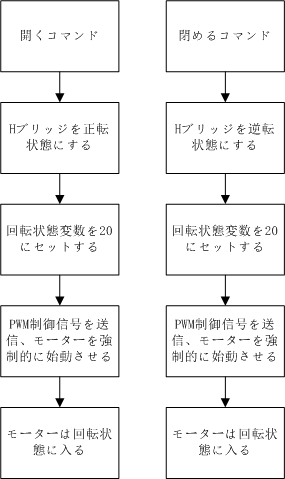 開くコマンド
Hブリッジを正転
状態にする
回転状態変数を20
にセットする
PWM制御信号を送
信、モーターを強
制的に始動させる
モーターは回転状
態に入る
閉めるコマンド
Hブリッジを逆転
状態にする
回転状態変数を20
にセットする
PWM制御信号を送
信、モーターを強
制的に始動させる
モーターは回転状
態に入る